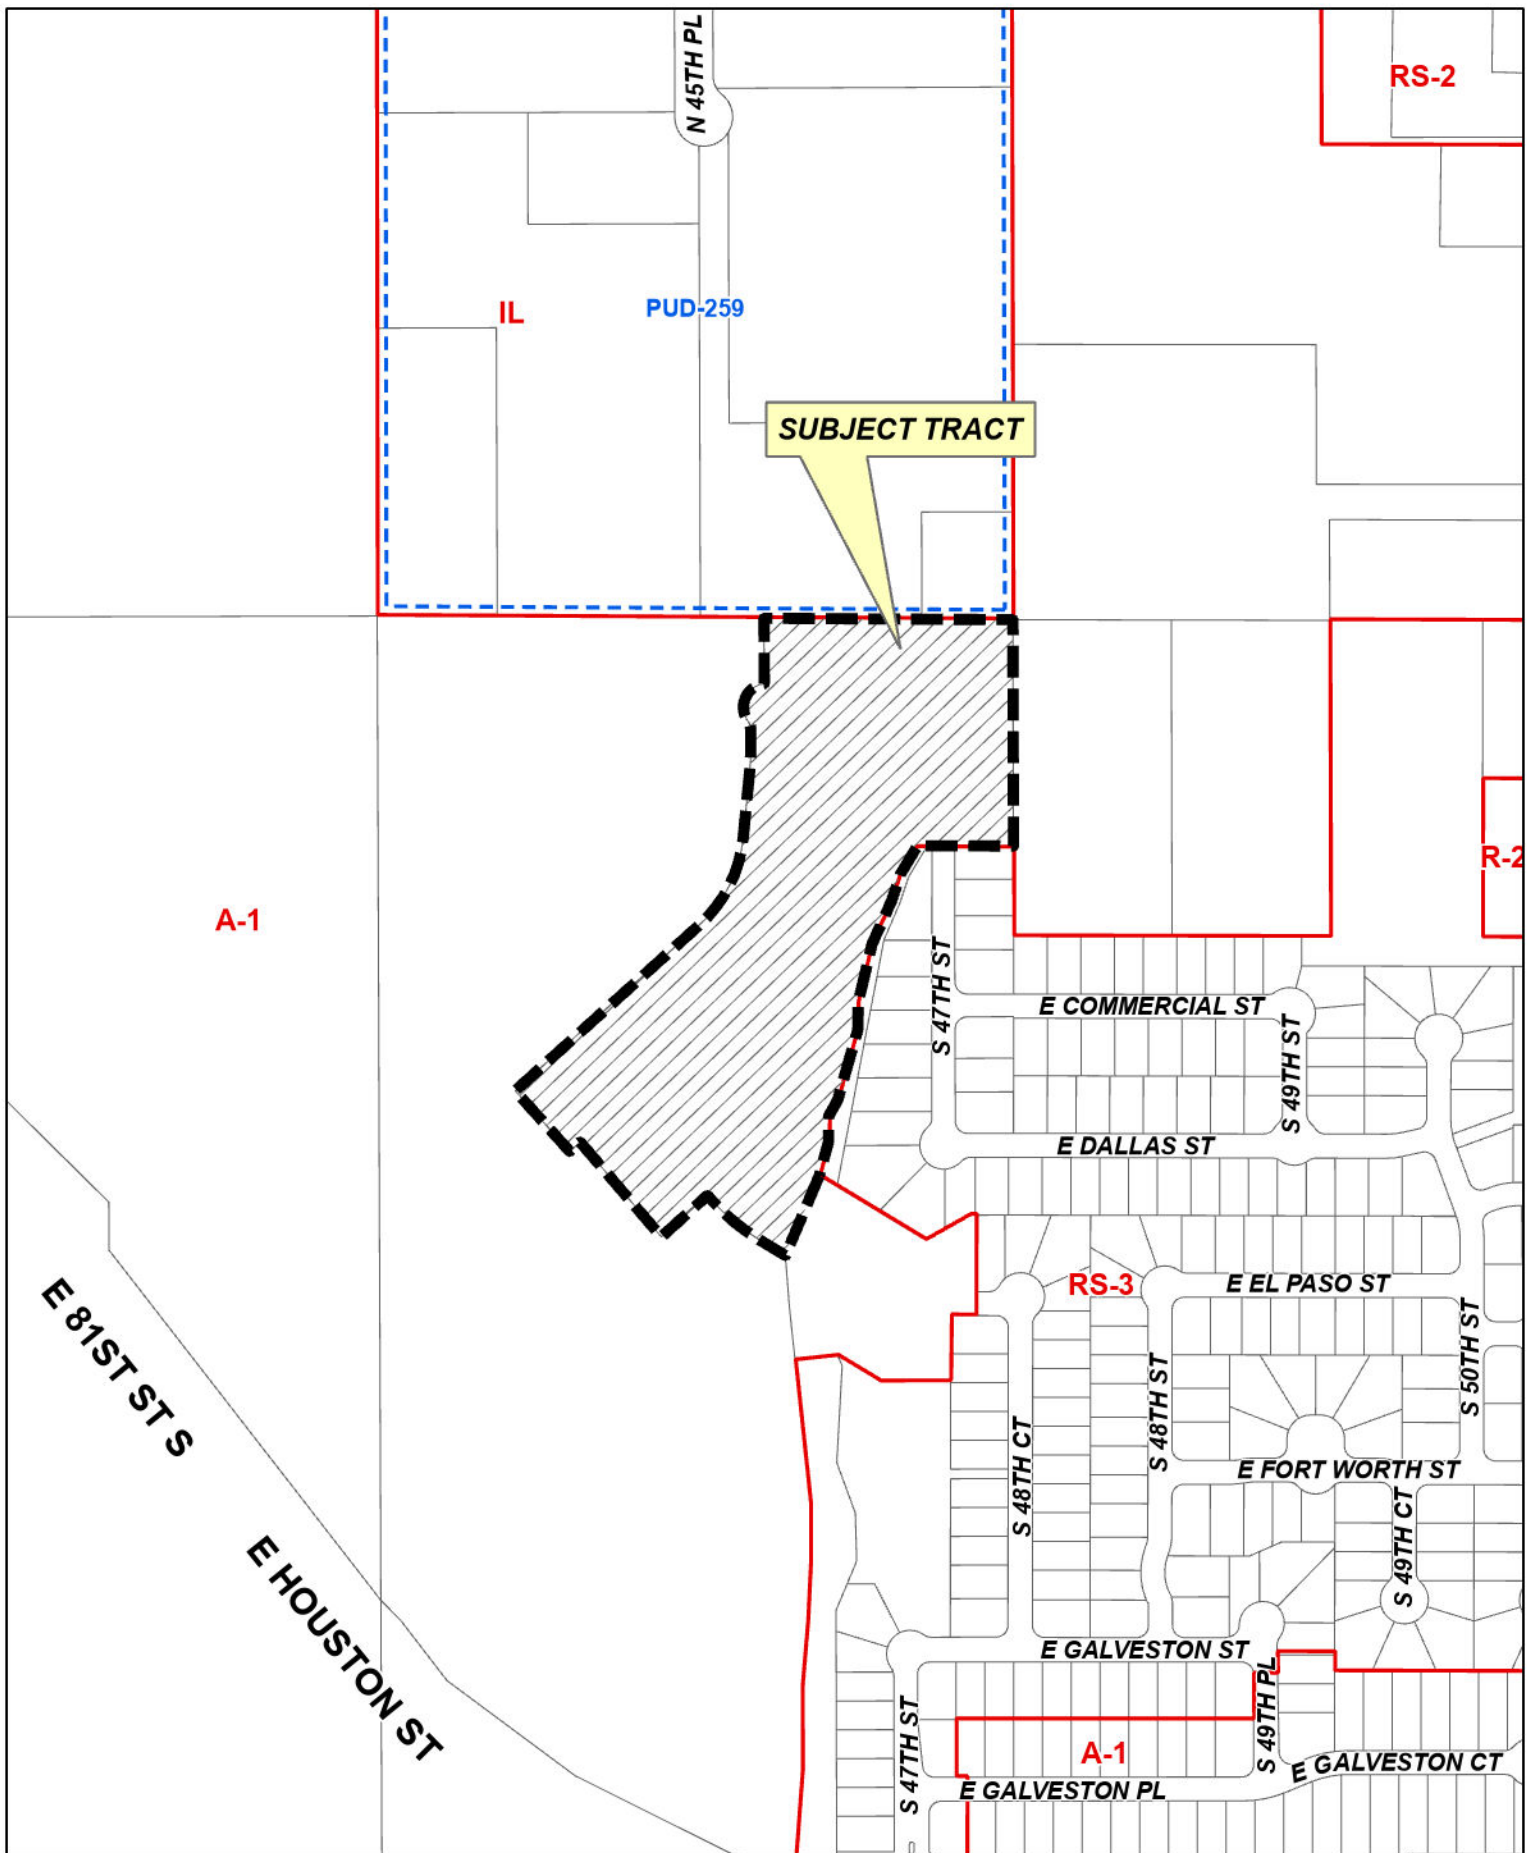 N 45TH PL
RS-2
IL
PUD-259
SUBJECT TRACT
R-2
A-1
S 47TH ST
E COMMERCIAL ST
S 49TH ST
E DALLAS ST
RS-3
E EL PASO ST
E 81ST ST S
S 50TH ST
S 48TH ST
S 48TH CT
E FORT WORTH ST
S 49TH CT
E HOUSTON ST
E GALVESTON ST
S 49TH PL
S 47TH ST
A-1
E GALVESTON CT
E GALVESTON PL